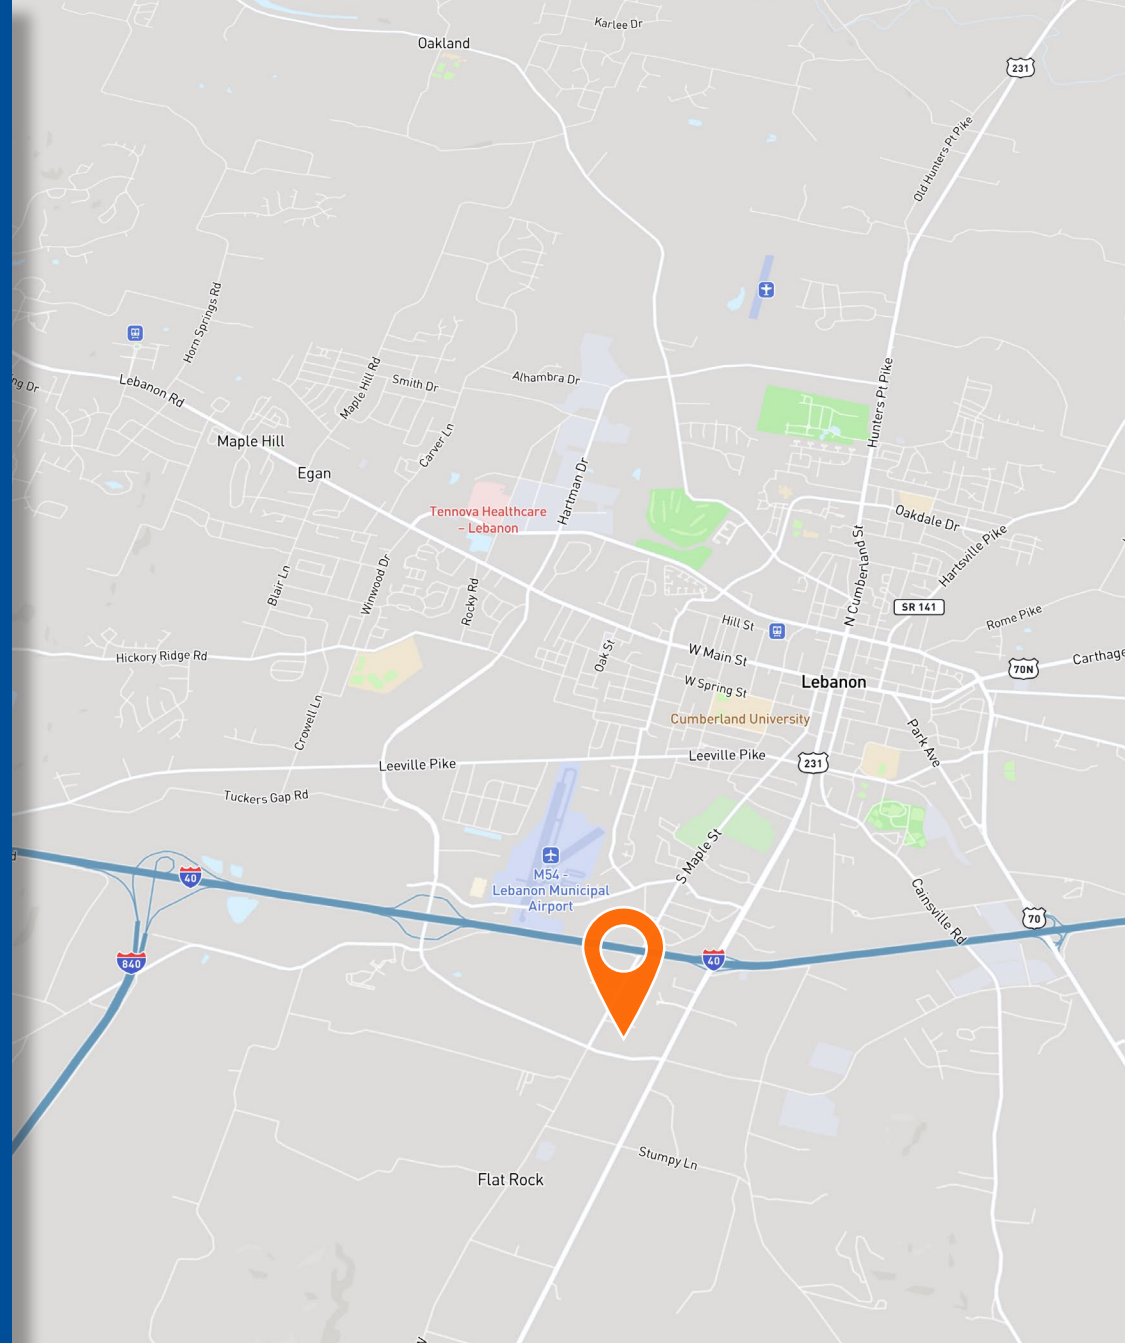 Karlee Dr
Oakland
231
Old Hunters Pt Pike
Horn Springs Rd
ng Dr
Lebanon Rd
Maple Hill Rd
Smith Dr
Alhambra Dr
Hunters Pt Pike
Maple Hill
Carver Ln
Egan
Hartman Dr
Tennova Healthcare
– Lebanon
Oakdale Dr
Hartsville Pike
N Cumberland St
Blair Ln
Winwood Dr
Rocky Rd
SR 141
Hill St
Rome Pike
Hickory Ridge Rd
Oak St
W Main St
Carthage
70N
W Spring St
Lebanon
Crowell Ln
Cumberland University
Park Ave
Leeville Pike
Leeville Pike
231
Tuckers Gap Rd
S Maple St
40
M54 -
Lebanon Municipal
Airport
Cainsville Rd
70
840
40
Stumpy Ln
Flat Rock